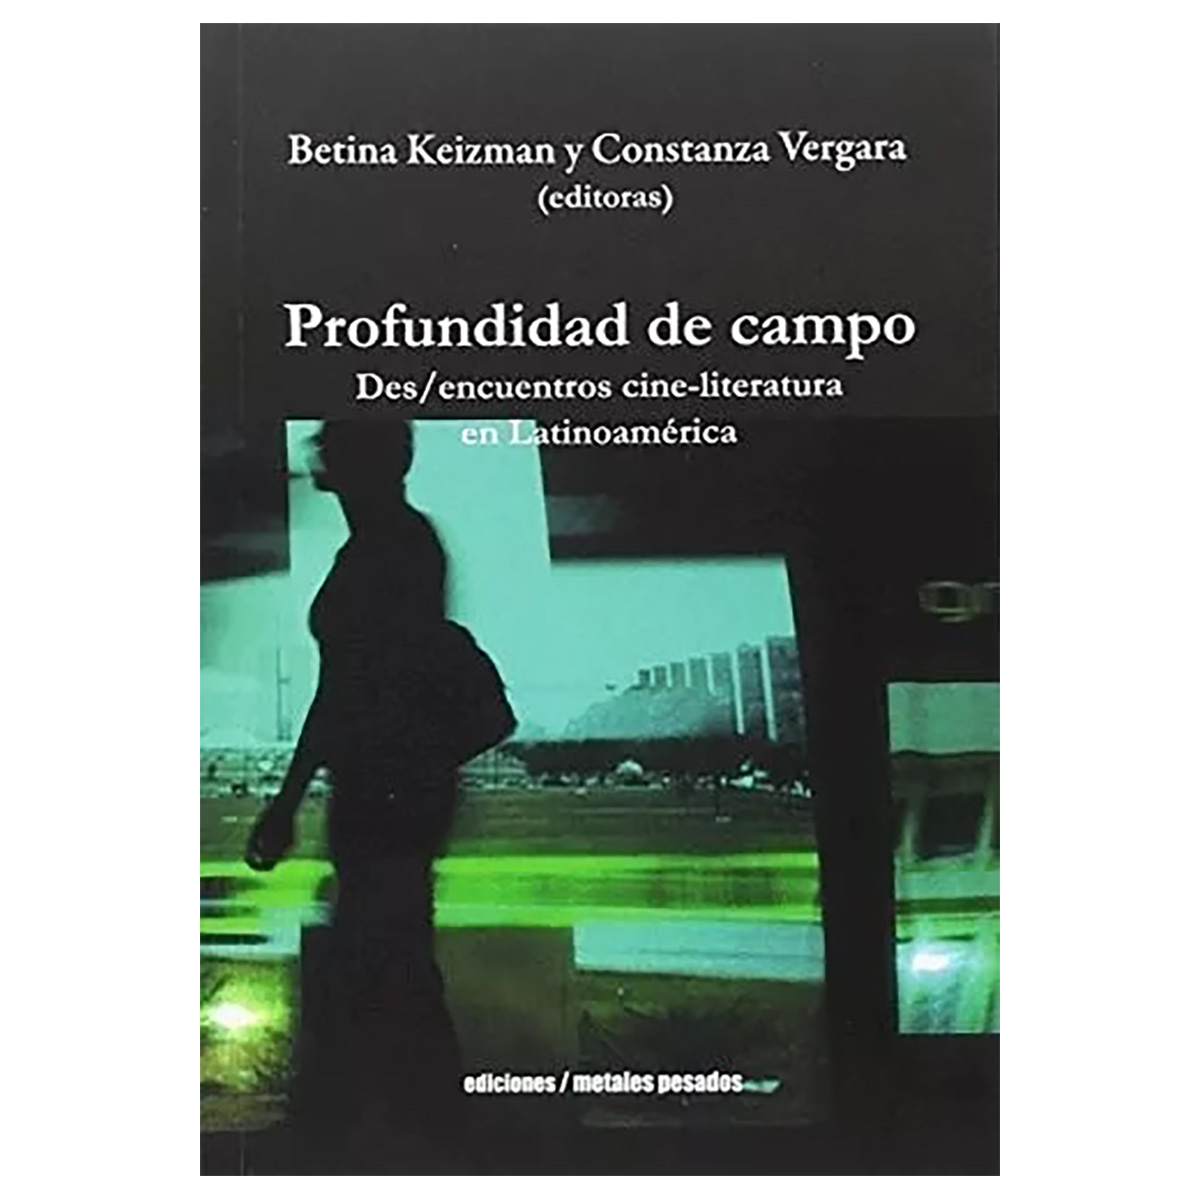 Betina Keizman y Constanza Vergara
(editoras)
Profundidad de campo
Des/encuentros cine-literatura
en Latinoamérica
ediciones / metales pesados